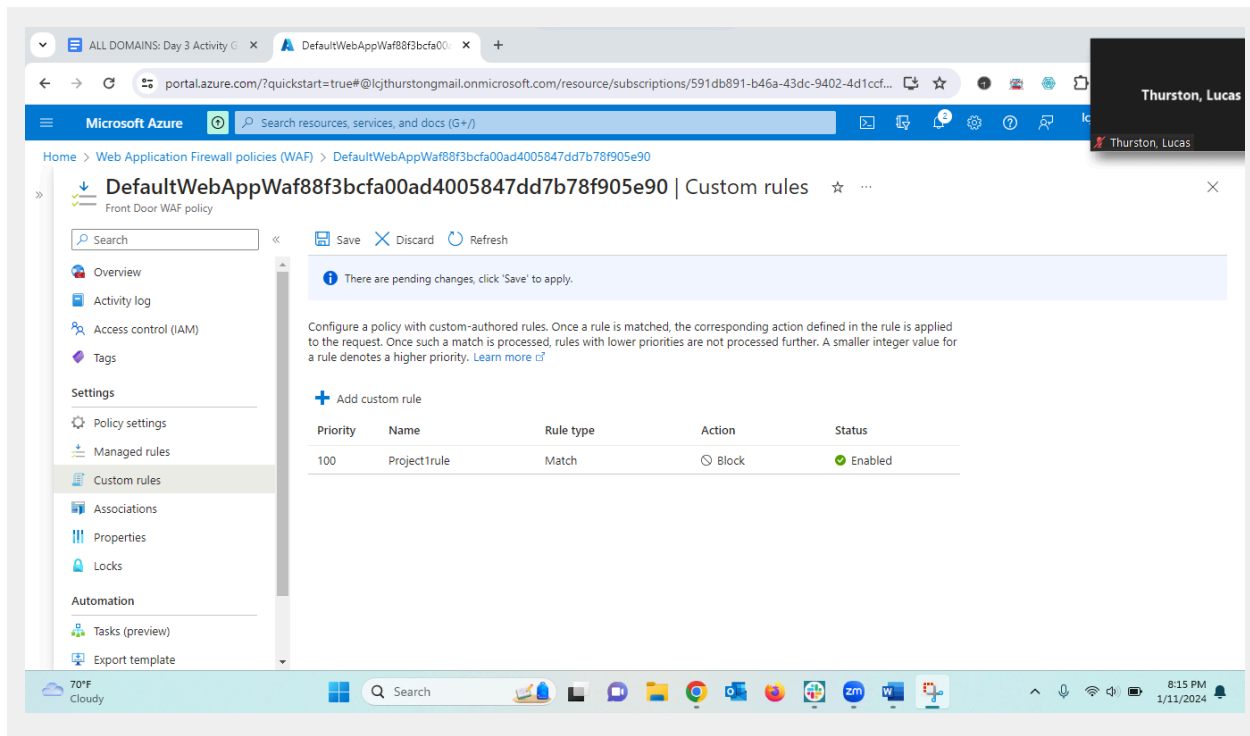 ALL DOMAINS: Day 3 Activity G
DefaultWebAppWaf88f3bcfa00
portal.azure.com/?quickstart=true#@lcjthurstongmail.onmicrosoft.com/resource/subscriptions/591db891-b46a-43dc-9402-4d1ccf...
Thurston, Lucas
Thurston, Lucas
Microsoft Azure
Search resources, services, and docs (G+/)
2
lc
Home > Web Application Firewall policies (WAF) > DefaultWebAppWaf88f3bcfa00ad4005847dd7b78f905e90
DefaultWebAppWaf88f3bcfa00ad4005847dd7b78f905e90 | Custom rules
Front Door WAF policy
Search
Save Discard Refresh
Overview
Activity log
Access control (IAM)
Tags
Settings
Policy settings
Managed rules
Custom rules
Associations
Properties
Locks
Automation
Tasks (preview)
Export template
There are pending changes, click 'Save' to apply.
Configure a policy with custom-authored rules. Once a rule is matched, the corresponding action defined in the rule is applied
to the request. Once such a match is processed, rules with lower priorities are not processed further. A smaller integer value for
a rule denotes a higher priority. Learn more
Add custom rule
Priority Name Rule type Action Status
100 Project1rule Match Block Enabled
70°F
Cloudy
Search
zm
8:15 PM
1/11/2024